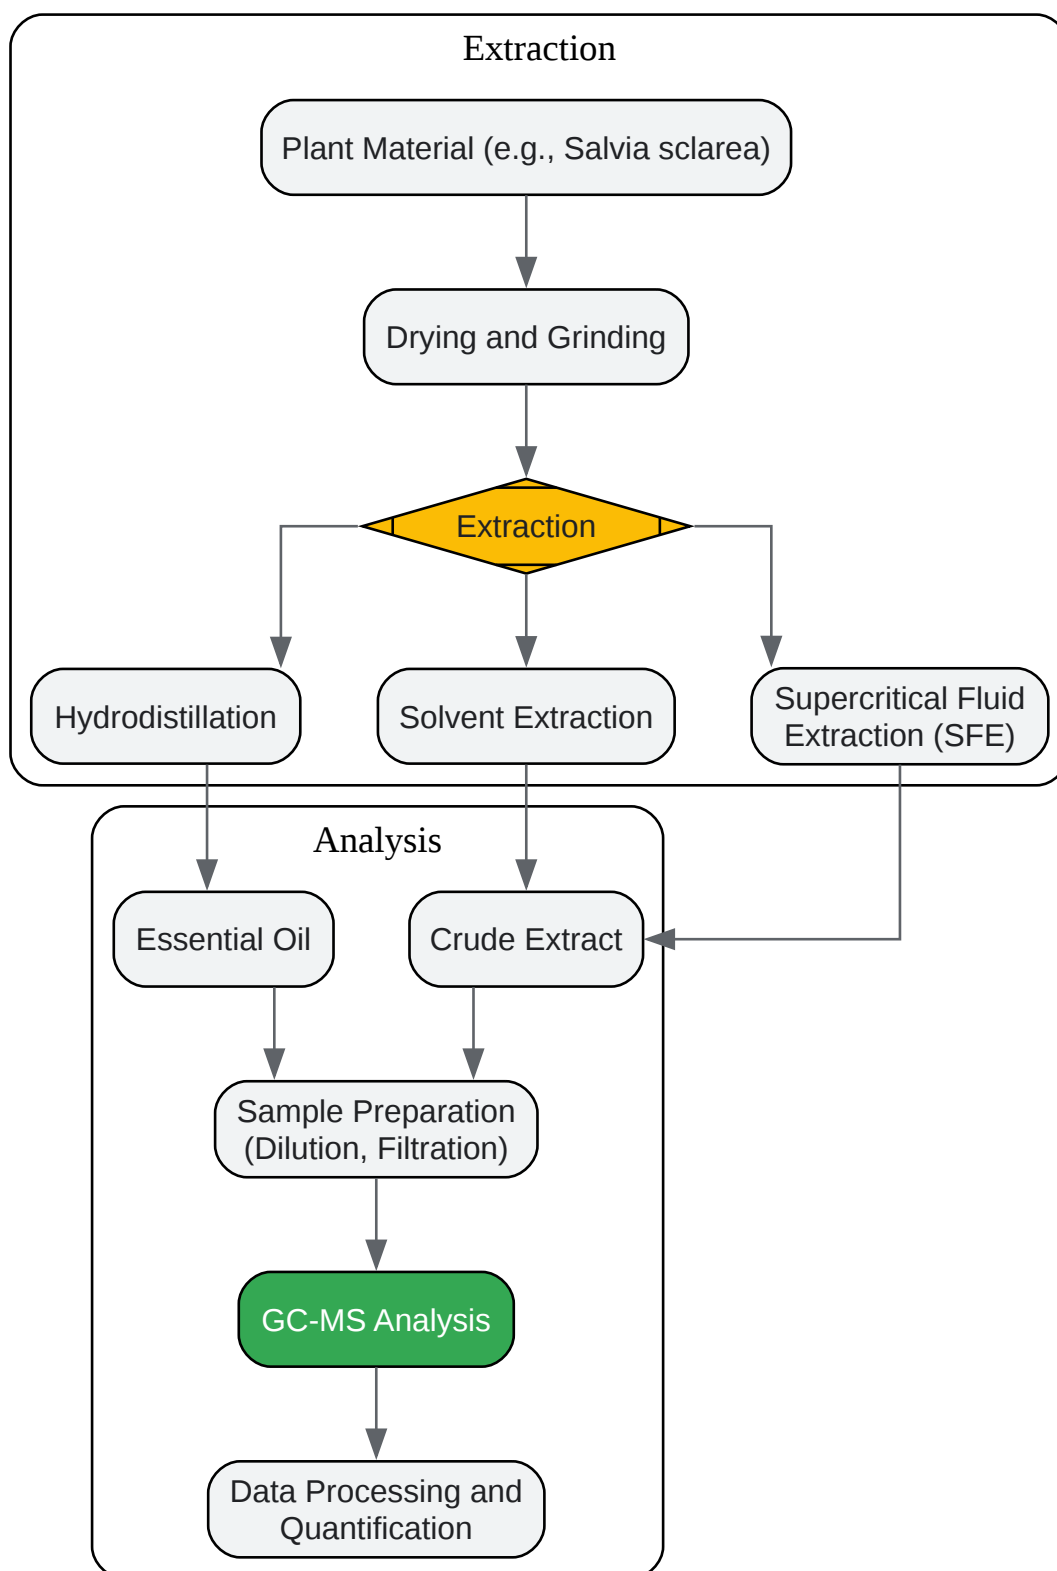 Extraction
Plant Material (e.g., Salvia sclarea)
Drying and Grinding
Extraction
Hydrodistillation
Solvent Extraction
Supercritical Fluid
Extraction (SFE)
Analysis
Essential Oil
Crude Extract
Sample Preparation
(Dilution, Filtration)
GC-MS Analysis
Data Processing and
Quantification